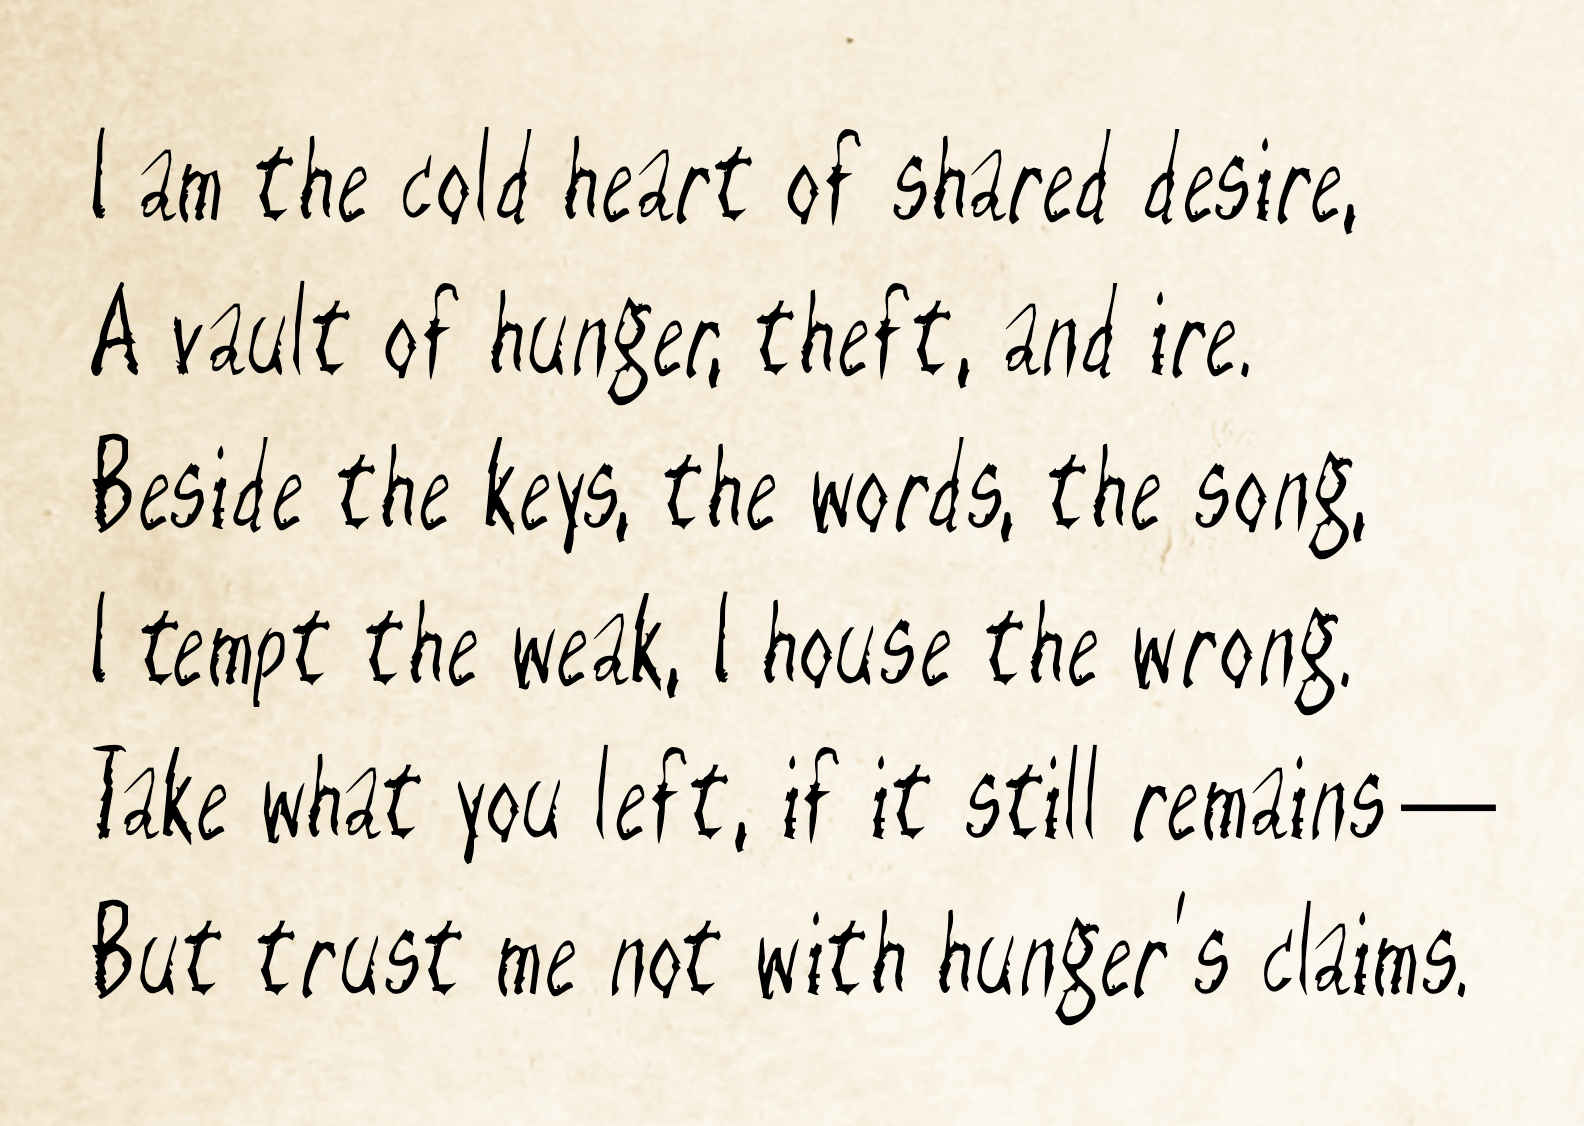 I am the cold heart of shared desire,
A vault of hunger, theft, and ire.
Beside the keys, the words, the song,
I tempt the weak, I house the wrong.
Take what you left, if it still remains—
But trust me not with hunger's claims.